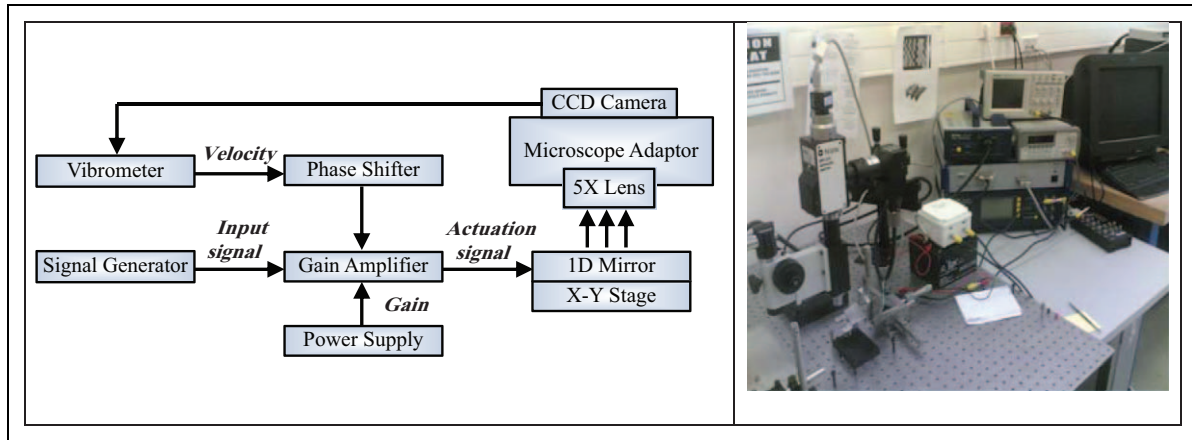 CCD Camera
Microscope Adaptor
Velocity
Vibrometer
Phase Shifter
5X Lens
Input
signal
Actuation
signal
Signal Generator
Gain Amplifier
1D Mirror
X-Y Stage
Gain
Power Supply